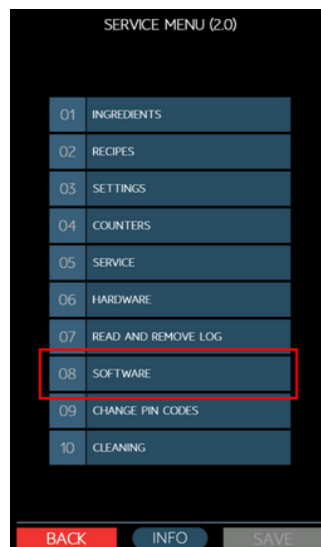 SERVICE MENU (2.0)
01 INGREDIENTS
02 RECIPES
03 SETTINGS
04 COUNTERS
05 SERVICE
06 HARDWARE
07 READ AND REMOVE LOG
08 SOFTWARE
09 CHANGE PIN CODES
10 CLEANING
BACK INFO SAVE